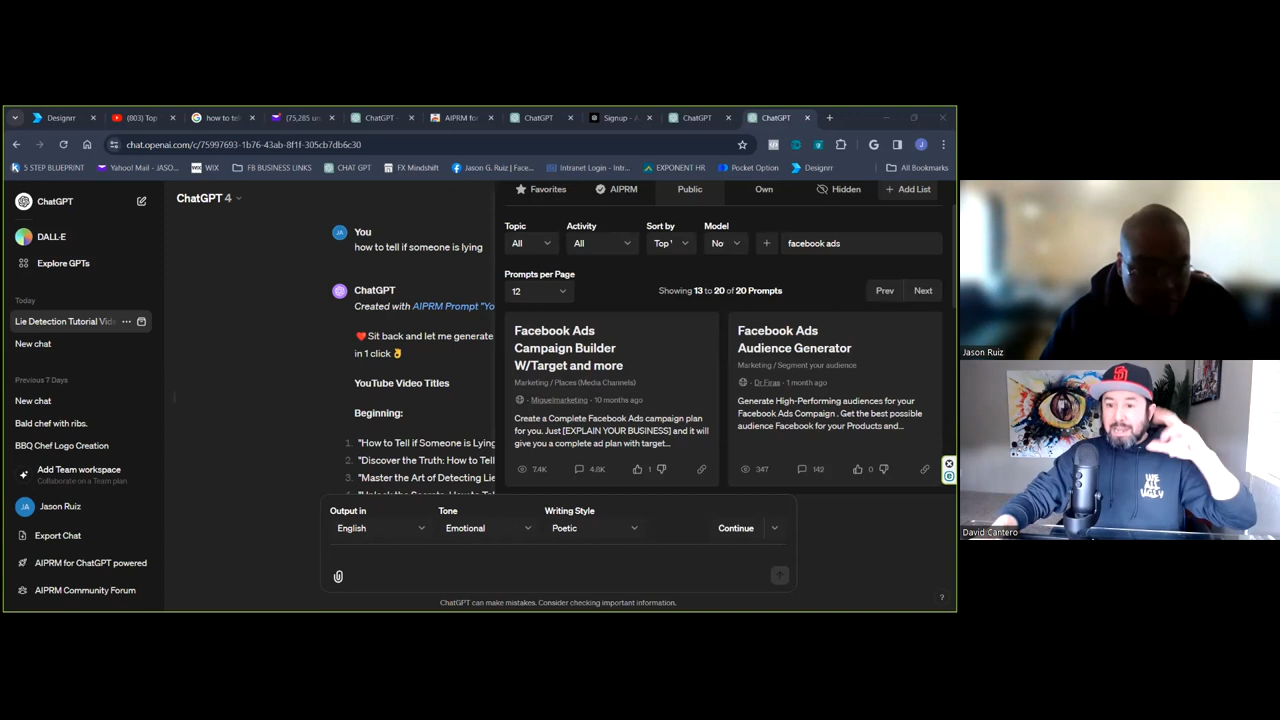 Designrr
(803) Top
how to tel
(75,285 un
ChatGPT -
AIPRM for
ChatGPT
Signup - A
ChatGPT
ChatGPT
chat.openai.com/c/75997693-1b76-43ab-8f1f-305cb7db6c30
5 STEP BLUEPRINT
Yahoo! Mail - JASO...
WIX
FB BUSINESS LINKS
CHAT GPT
FX Mindshift
Jason G. Ruiz | Face...
Intranet Login - Intr...
EXPONENT HR
Pocket Option
Designrr
All Bookmarks
ChatGPT
DALL-E
Explore GPTs
Today
Lie Detection Tutorial Vid
New chat
Previous 7 Days
New chat
Bald chef with ribs.
BBQ Chef Logo Creation
Add Team workspace
Collaborate on a Team plan
JA Jason Ruiz
Export Chat
AIPRM for ChatGPT powered
AIPRM Community Forum
ChatGPT 4
JA You
how to tell if someone is lying
ChatGPT
Created with AIPRM Prompt "Yo
❤️Sit back and let me generate
in 1 click👌
YouTube Video Titles
Beginning:
1. "How to Tell if Someone is Lying
2. "Discover the Truth: How to Tell
3. "Master the Art of Detecting Lie
Favorites AIPRM Public Own Hidden + Add List
Topic Activity Sort by Model
All All Top No + facebook ads
Prompts per Page
12 Showing 13 to 20 of 20 Prompts Prev Next
Facebook Ads
Campaign Builder
W/Target and more
Marketing / Places (Media Channels)
Miguelmarketing - 10 months ago
Create a Complete Facebook Ads campaign plan
for you. Just [EXPLAIN YOUR BUSINESS] and it will
give you a complete ad plan with target...
7.4K 4.8K 1
Facebook Ads
Audience Generator
Marketing / Segment your audience
Dr Firas - 1 month ago
Generate High-Performing audiences for your
Facebook Ads Campaign . Get the best possible
audience Facebook for your Products and...
347 142 0
Output in Tone Writing Style
English Emotional Poetic Continue
ChatGPT can make mistakes. Consider checking important information.
?
Jason Ruiz
WE
ALL
UGLY
David Cantero